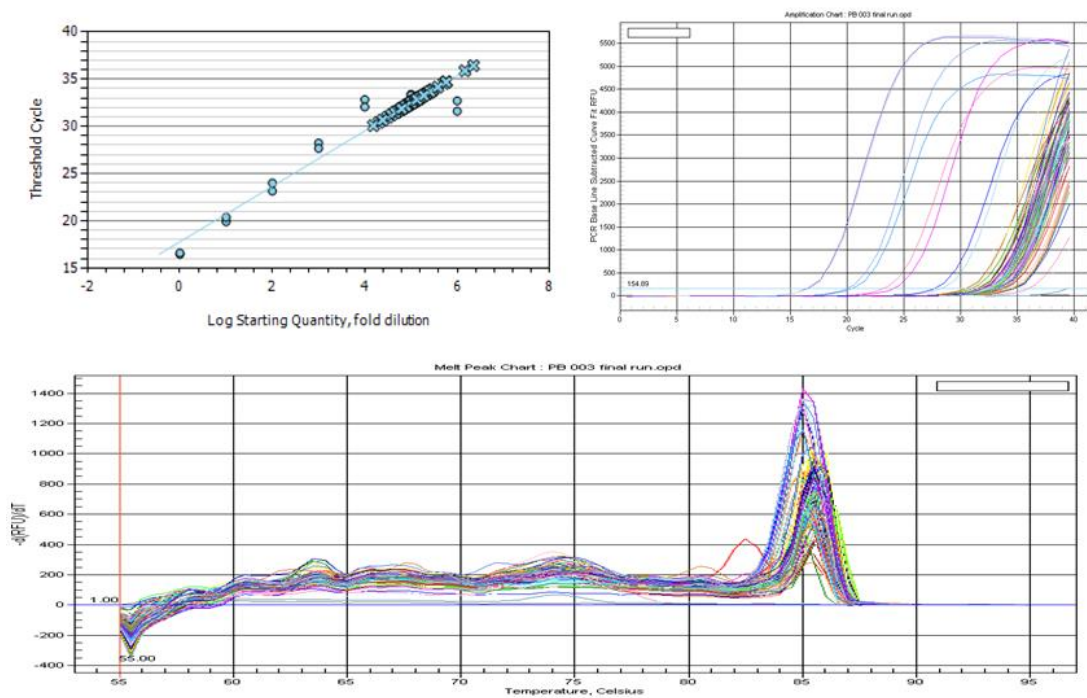 40
35
30
25
20
15
Threshold Cycle
-2 0 2 4 6 8
Log Starting Quantity, fold dilution
Amplification Chart : PB 003 final run.opd
5500
5000
4500
4000
3500
3000
2500
2000
1500
1000
500
0
PCR Base Line Subtracted Curve Fit RFU
154.89
0 5 10 15 20 25 30 35 40
Cycle
Melt Peak Chart : PB 003 final run.opd
1400
1200
1000
800
600
400
200
0
-200
-400
-d(RFU)/dT
1.00
55.00
55 60 65 70 75 80 85 90 95
Temperature, Celsius